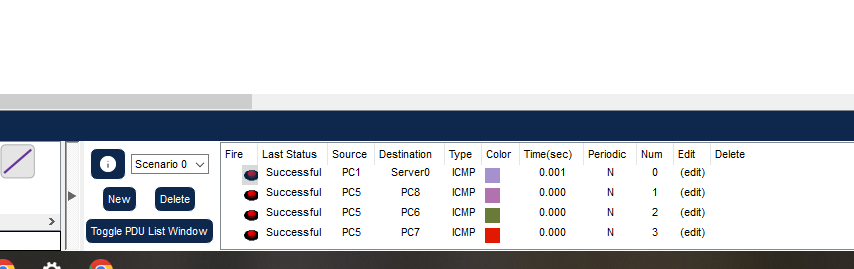 Fire Last Status Source Destination Type Color Time(sec) Periodic Num Edit Delete
Successful PC1 Server0 ICMP 0.001 N 0 (edit)
Successful PC5 PC8 ICMP 0.000 N 1 (edit)
Successful PC5 PC6 ICMP 0.000 N 2 (edit)
Successful PC5 PC7 ICMP 0.000 N 3 (edit)
Scenario 0
New Delete
Toggle PDU List Window